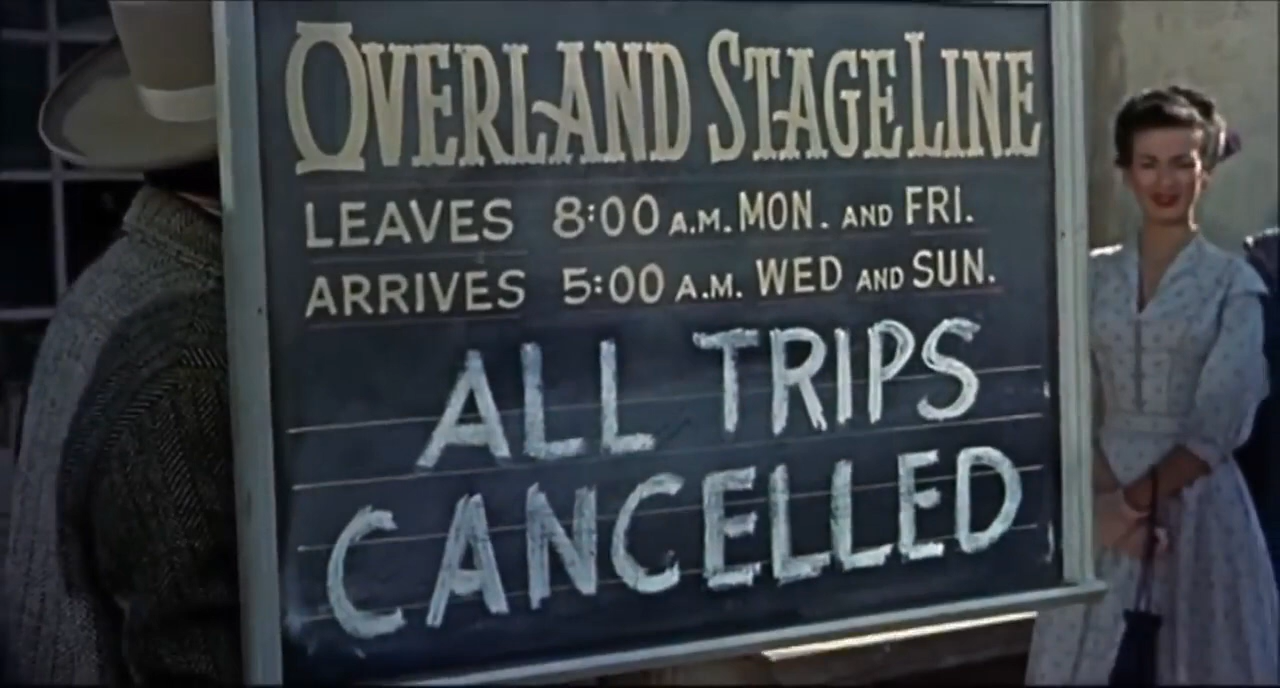 OVERLAND STAGE LINE
LEAVES 8:00 A.M. MON. AND FRI.
ARRIVES 5:00 A.M. WED AND SUN.
ALL TRIPS
CANCELLED